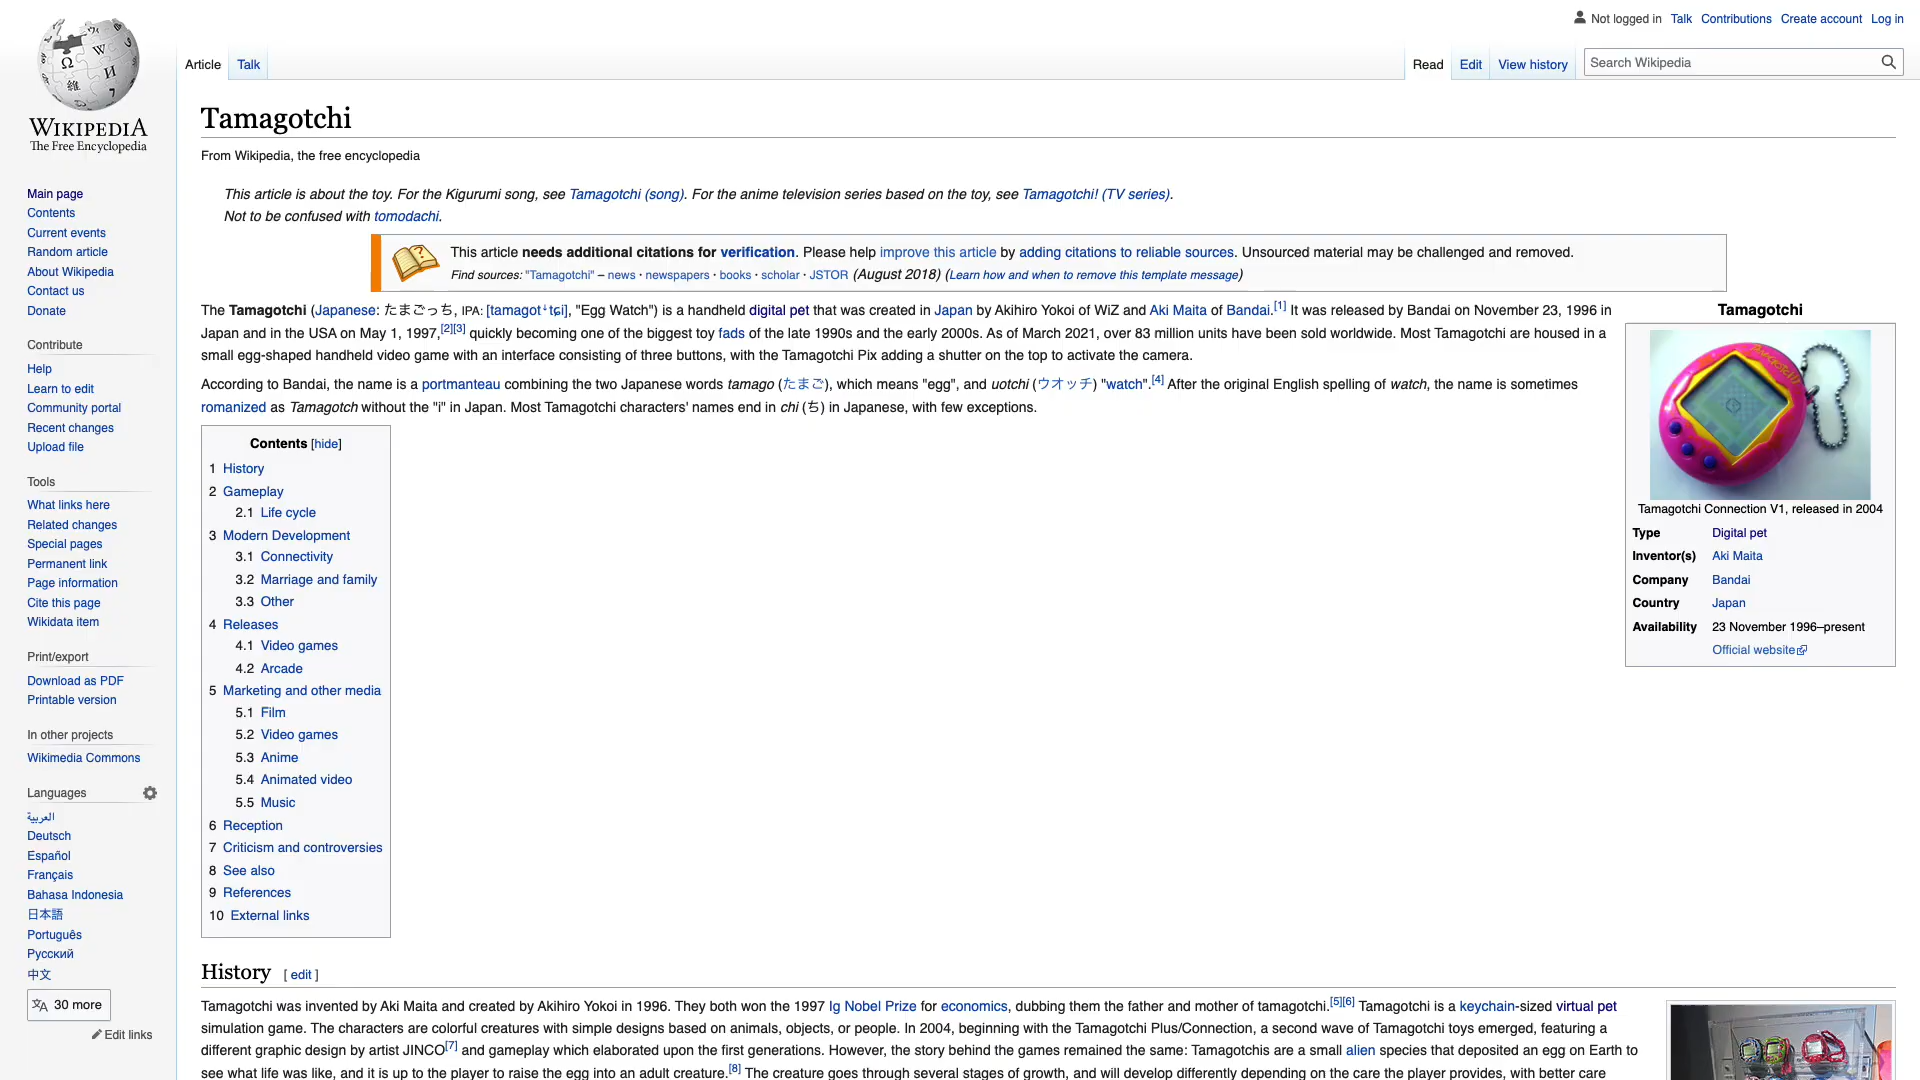 Not logged in Talk Contributions Create account Log in
Article Talk Read Edit View history Search Wikipedia
WIKIPEDIA
The Free Encyclopedia
Main page
Contents
Current events
Random article
About Wikipedia
Contact us
Donate
Contribute
Help
Learn to edit
Community portal
Recent changes
Upload file
Tools
What links here
Related changes
Special pages
Permanent link
Page information
Cite this page
Wikidata item
Print/export
Download as PDF
Printable version
In other projects
Wikimedia Commons
Languages
العربية
Deutsch
Español
Français
Bahasa Indonesia
日本語
Português
Русский
中文
30 more
Edit links
Tamagotchi
From Wikipedia, the free encyclopedia
This article is about the toy. For the Kigurumi song, see Tamagotchi (song). For the anime television series based on the toy, see Tamagotchi! (TV series).
Not to be confused with tomodachi.
This article needs additional citations for verification. Please help improve this article by adding citations to reliable sources. Unsourced material may be challenged and removed.
Find sources: "Tamagotchi" – news · newspapers · books · scholar · JSTOR (August 2018) (Learn how and when to remove this template message)
The Tamagotchi (Japanese: たまごっち, IPA: [tamagotꜜtɕi], "Egg Watch") is a handheld digital pet that was created in Japan by Akihiro Yokoi of WiZ and Aki Maita of Bandai.[1] It was released by Bandai on November 23, 1996 in
Japan and in the USA on May 1, 1997,[2][3] quickly becoming one of the biggest toy fads of the late 1990s and the early 2000s. As of March 2021, over 83 million units have been sold worldwide. Most Tamagotchi are housed in a
small egg-shaped handheld video game with an interface consisting of three buttons, with the Tamagotchi Pix adding a shutter on the top to activate the camera.
According to Bandai, the name is a portmanteau combining the two Japanese words tamago (たまご), which means "egg", and uotchi (ウオッチ) "watch".[4] After the original English spelling of watch, the name is sometimes
romanized as Tamagotch without the "i" in Japan. Most Tamagotchi characters' names end in chi (ち) in Japanese, with few exceptions.
Tamagotchi
Tamagotchi Connection V1, released in 2004
Type Digital pet
Inventor(s) Aki Maita
Company Bandai
Country Japan
Availability 23 November 1996–present
Official website
Contents [hide]
1 History
2 Gameplay
2.1 Life cycle
3 Modern Development
3.1 Connectivity
3.2 Marriage and family
3.3 Other
4 Releases
4.1 Video games
4.2 Arcade
5 Marketing and other media
5.1 Film
5.2 Video games
5.3 Anime
5.4 Animated video
5.5 Music
6 Reception
7 Criticism and controversies
8 See also
9 References
10 External links
History [ edit ]
Tamagotchi was invented by Aki Maita and created by Akihiro Yokoi in 1996. They both won the 1997 Ig Nobel Prize for economics, dubbing them the father and mother of tamagotchi.[5][6] Tamagotchi is a keychain-sized virtual pet
simulation game. The characters are colorful creatures with simple designs based on animals, objects, or people. In 2004, beginning with the Tamagotchi Plus/Connection, a second wave of Tamagotchi toys emerged, featuring a
different graphic design by artist JINCO[7] and gameplay which elaborated upon the first generations. However, the story behind the games remained the same: Tamagotchis are a small alien species that deposited an egg on Earth to
see what life was like, and it is up to the player to raise the egg into an adult creature.[8] The creature goes through several stages of growth, and will develop differently depending on the care the player provides, with better care